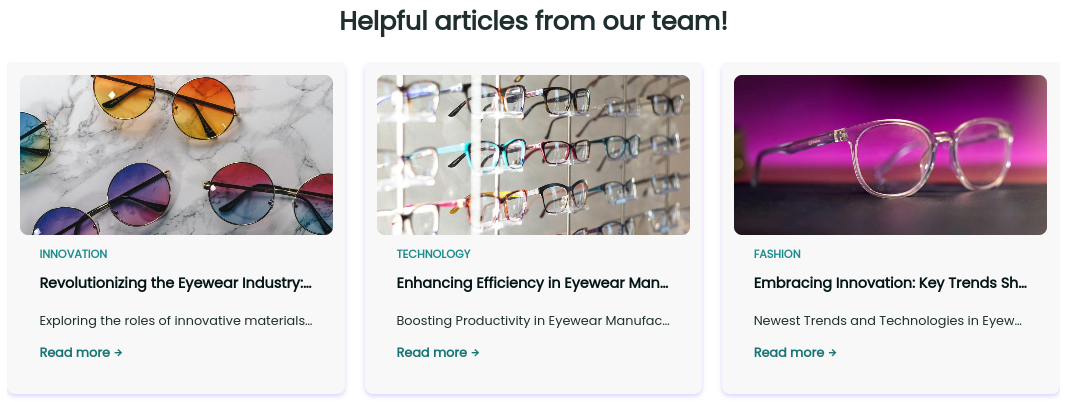 Helpful articles from our team!
INNOVATION
Revolutionizing the Eyewear Industry:...
Exploring the roles of innovative materials...
Read more →
TECHNOLOGY
Enhancing Efficiency in Eyewear Man...
Boosting Productivity in Eyewear Manufac...
Read more →
FASHION
Embracing Innovation: Key Trends Sh...
Newest Trends and Technologies in Eyew...
Read more →